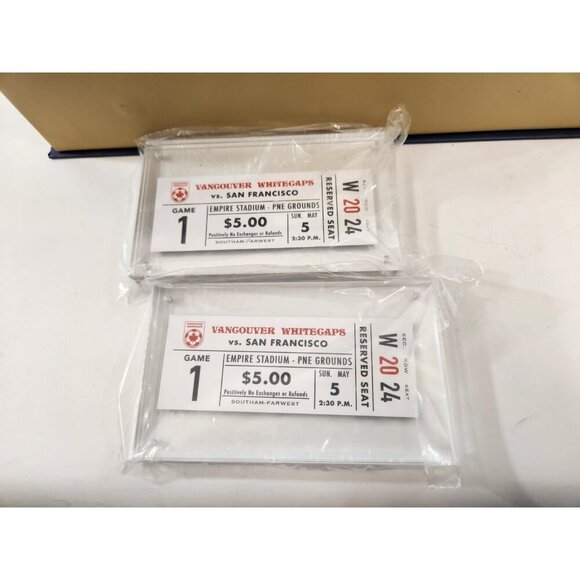 VANCOUVER WHITECAPS
vs. SAN FRANCISCO
GAME
1
EMPIRE STADIUM - PNE GROUNDS
$5.00
Positively No Exchanges or Refunds
SOUTHAM-FARWEST
SUN. MAY
5
2:30 P.M.
RESERVED SEAT
W 20 24
VANCOUVER WHITECAPS
vs. SAN FRANCISCO
GAME
1
EMPIRE STADIUM - PNE GROUNDS
$5.00
Positively No Exchanges or Refunds
SOUTHAM-FARWEST
SUN. MAY
5
2:30 P.M.
RESERVED SEAT
W 20 24
SEC. ROW SEAT